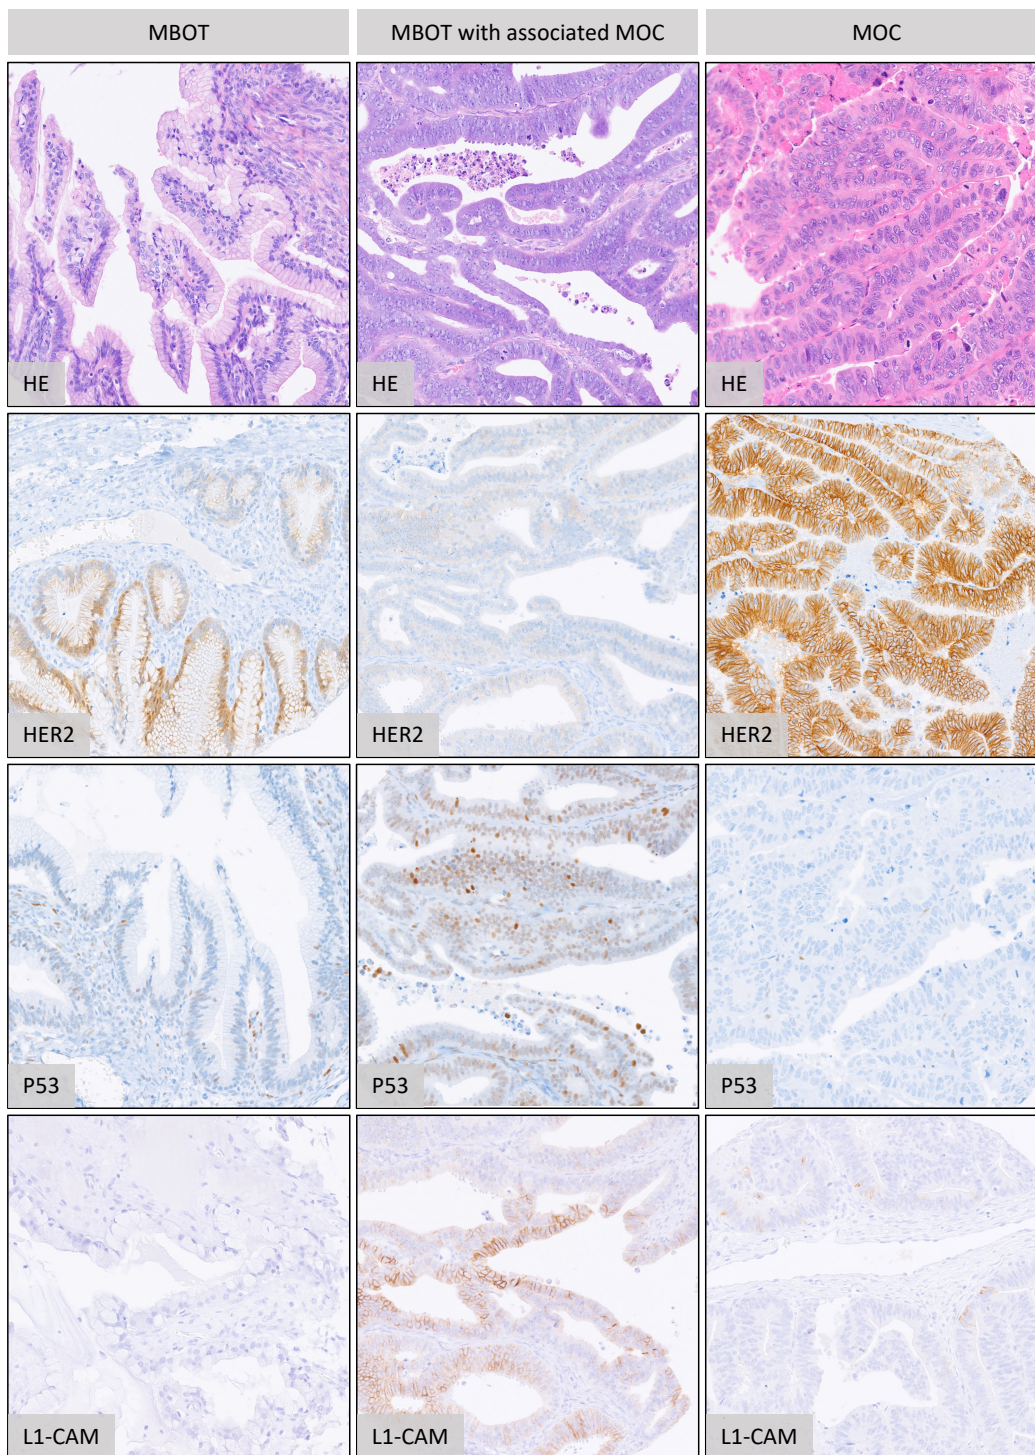 MBOT
MBOT with associated MOC
MOC
HE
HE
HE
HER2
HER2
HER2
P53
P53
P53
L1-CAM
L1-CAM
L1-CAM